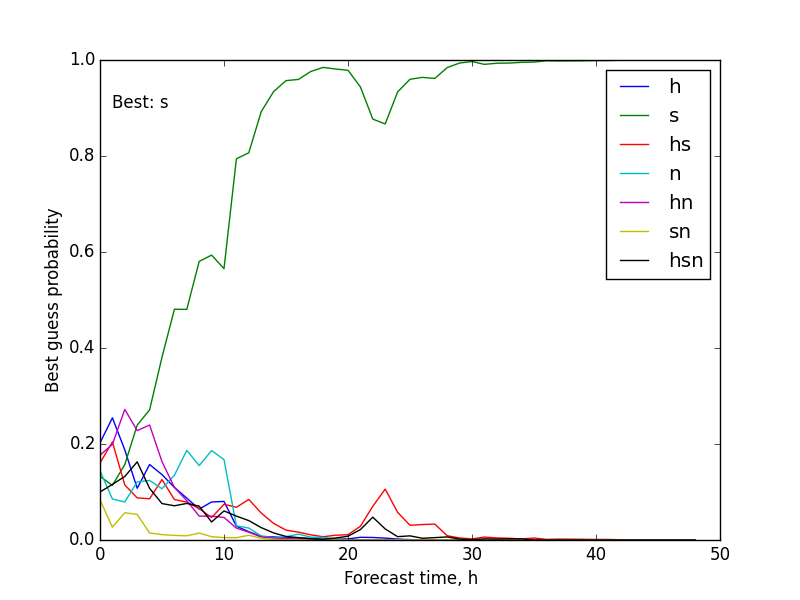 1.0
0.8
0.6
0.4
0.2
0.0
Best guess probability
Best: s
h
s
hs
n
hn
sn
hsn
0 10 20 30 40 50
Forecast time, h